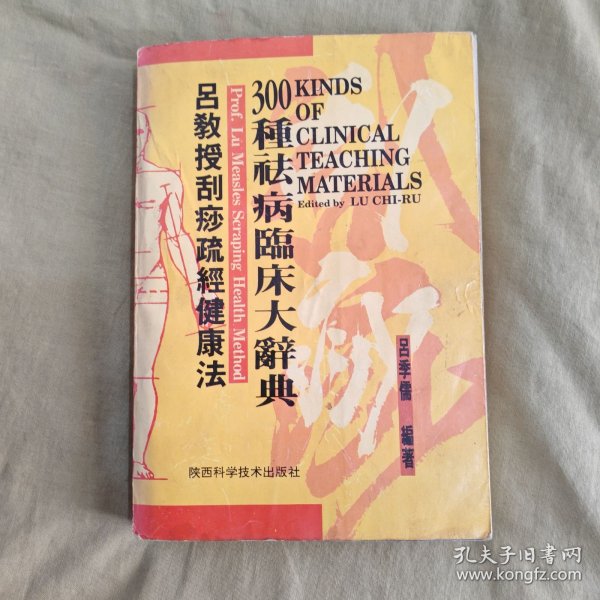 300種祛病臨床大辭典
KINDS
OF
CLINICAL
TEACHING
MATERIALS
Edited by LU CHI-RU
呂教授刮痧疏經健康法
Prof. Lu Measles Scraping Health Method
刮痧
呂季儒 編著
陕西科学技术出版社
孔夫子旧书网
www.kongfz.com